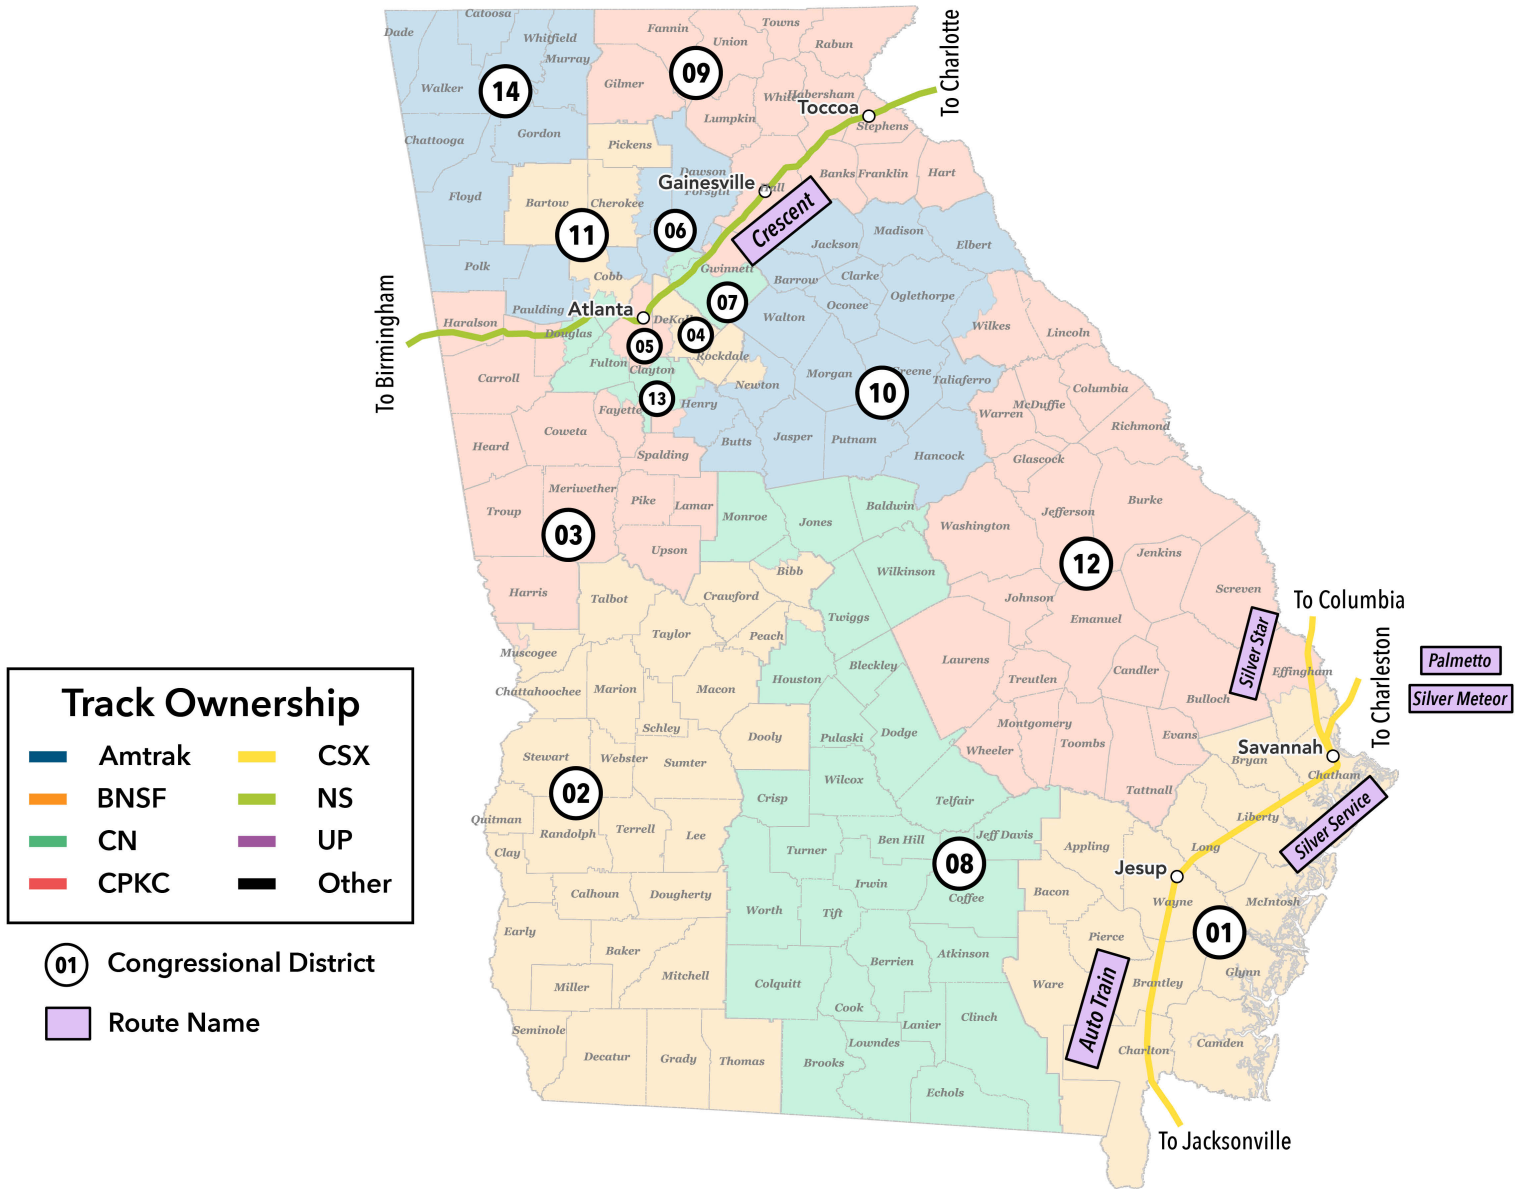 Dade
Catoosa
Whitfield
Murray
Fannin
Towns
Union
Rabun
To Charlotte
Walker
14
09
Gilmer
White
Habersham
Toccoa
Stephens
Lumpkin
Chattooga
Gordon
Pickens
Dawson
Forsyth
Gainesville
Hall
Banks
Franklin
Hart
Floyd
Bartow
Cherokee
Crescent
11
06
Jackson
Madison
Elbert
Polk
Cobb
Gwinnett
Barrow
Clarke
Oglethorpe
Oconee
07
To Birmingham
Paulding
Atlanta
DeKalb
Walton
Haralson
Douglas
04
05
Rockdale
Wilkes
Lincoln
Carroll
Fulton
Clayton
Newton
Morgan
Greene
Taliaferro
10
Columbia
13
Henry
Fayette
McDuffie
Warren
Richmond
Coweta
Heard
Spalding
Butts
Jasper
Putnam
Hancock
Glascock
Meriwether
Pike
Lamar
Troup
Monroe
Jones
Baldwin
Washington
Jefferson
Burke
03
Upson
12
Jenkins
Bibb
Wilkinson
Harris
Talbot
Crawford
Johnson
Screven
Emanuel
Twiggs
Taylor
Peach
Silver Star
To Columbia
To Charleston
Palmetto
Silver Meteor
Muscogee
Laurens
Bleckley
Candler
Effingham
Treutlen
Bulloch
Chattahoochee
Marion
Macon
Houston
Schley
Dooly
Pulaski
Dodge
Montgomery
Wheeler
Toombs
Evans
Savannah
Bryan
Chatham
Stewart
Webster
Sumter
Wilcox
Tattnall
02
Crisp
Telfair
Quitman
Randolph
Terrell
Lee
Ben Hill
Jeff Davis
Liberty
Silver Service
Clay
Turner
08
Appling
Long
Jesup
Calhoun
Dougherty
Irwin
Coffee
Bacon
Wayne
McIntosh
Worth
Tift
Early
Baker
Pierce
01
Mitchell
Berrien
Atkinson
Miller
Colquitt
Ware
Auto Train
Brantley
Glynn
Cook
Lanier
Clinch
Seminole
Decatur
Grady
Thomas
Brooks
Lowndes
Charlton
Camden
Echols
To Jacksonville
Track Ownership
Amtrak
CSX
BNSF
NS
CN
UP
CPKC
Other
01
Congressional District
Route Name